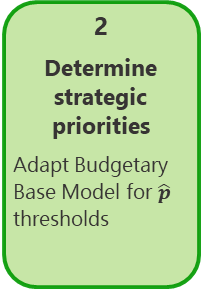 2
Determine
strategic
priorities
Adapt Budgetary
Base Model for p̂
thresholds